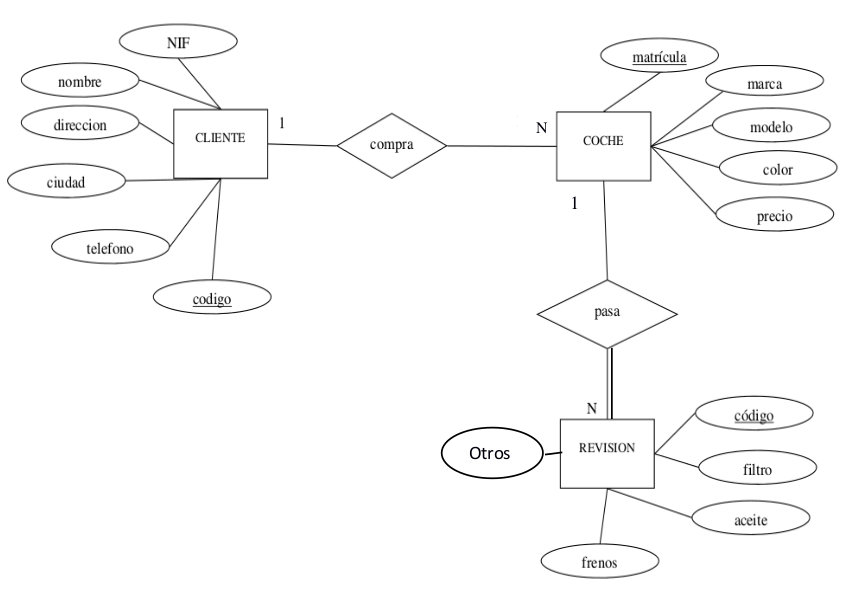 NIF
matrícula
nombre
marca
direccion
CLIENTE
1
compra
N
COCHE
modelo
color
ciudad
precio
1
telefono
codigo
pasa
N
código
Otros
REVISION
filtro
aceite
frenos